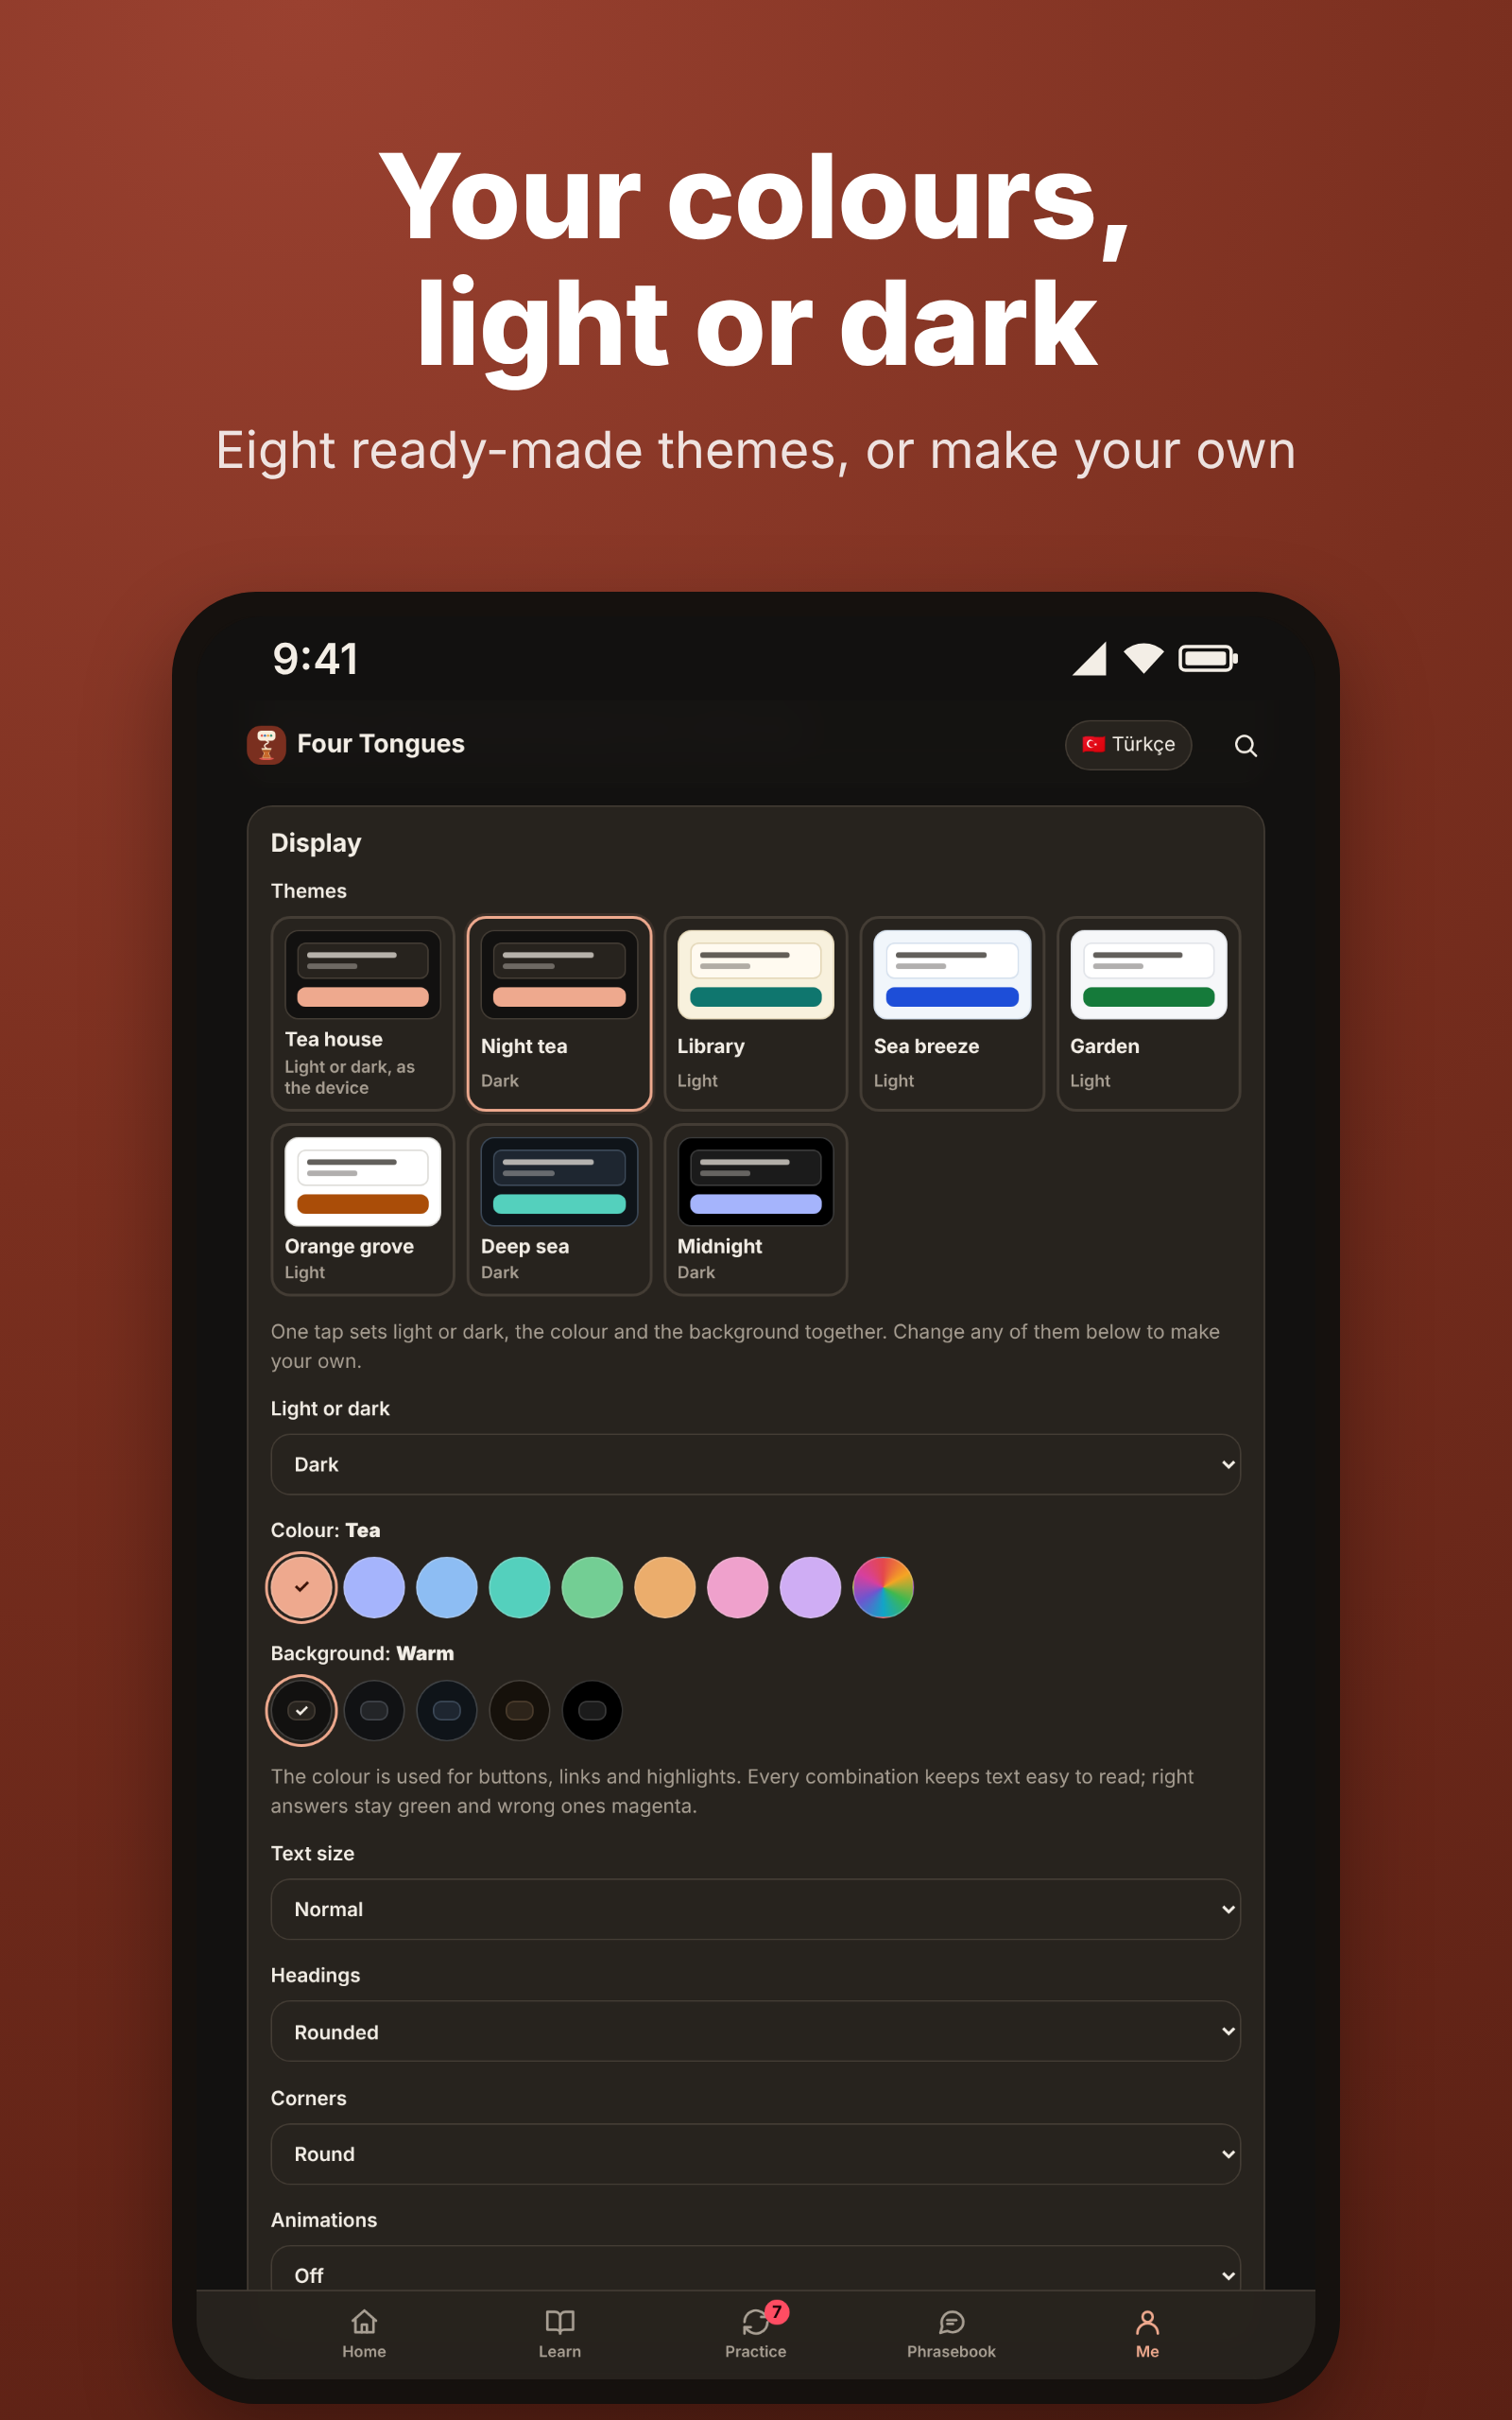 Your colours,
light or dark
Eight ready-made themes, or make your own
9:41
Four Tongues
Türkçe
Display
Themes
Tea house
Light or dark, as
the device
Night tea
Dark
Library
Light
Sea breeze
Light
Garden
Light
Orange grove
Light
Deep sea
Dark
Midnight
Dark
One tap sets light or dark, the colour and the background together. Change any of them below to make
your own.
Light or dark
Dark
Colour: Tea
Background: Warm
The colour is used for buttons, links and highlights. Every combination keeps text easy to read; right
answers stay green and wrong ones magenta.
Text size
Normal
Headings
Rounded
Corners
Round
Animations
Off
Home
Learn
7
Practice
Phrasebook
Me